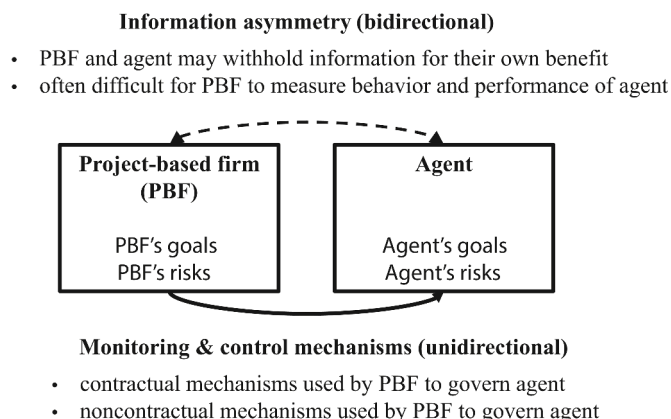 Information asymmetry (bidirectional)
• PBF and agent may withhold information for their own benefit
• often difficult for PBF to measure behavior and performance of agent
Project-based firm
(PBF)
PBF's goals
PBF's risks
Agent
Agent's goals
Agent's risks
Monitoring & control mechanisms (unidirectional)
• contractual mechanisms used by PBF to govern agent
• noncontractual mechanisms used by PBF to govern agent